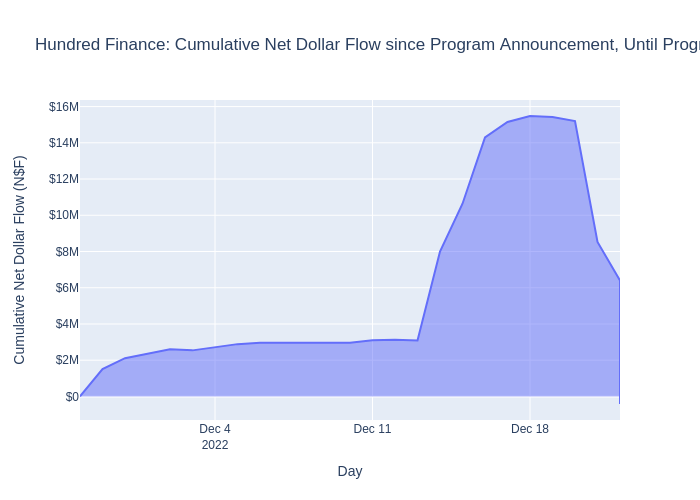 Hundred Finance: Cumulative Net Dollar Flow since Program Announcement, Until
$16M
$14M
$12M
$10M
$8M
$6M
$4M
$2M
$0
Cumulative Net Dollar Flow (N$F)
Dec 4
2022
Dec 11
Dec 18
Day